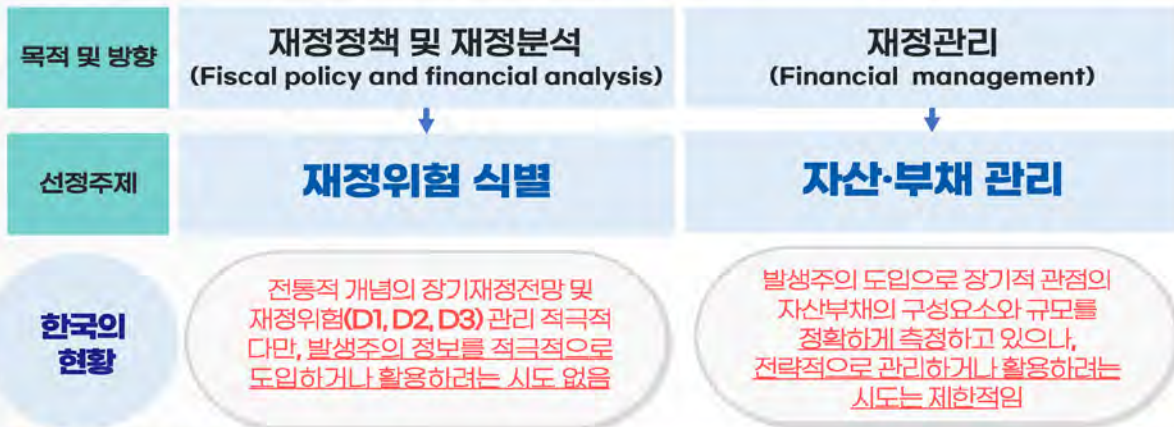 목적 및 방향
재정정책 및 재정분석
(Fiscal policy and financial analysis)
재정관리
(Financial management)
선정주제
재정위험 식별
자산·부채 관리
한국의
현황
전통적 개념의 장기재정전망 및
재정위험(D1, D2, D3) 관리 적극적
다만, 발생주의 정보를 적극적으로
도입하거나 활용하려는 시도 없음
발생주의 도입으로 장기적 관점의
자산부채의 구성요소와 규모를
정확하게 측정하고 있으나,
전략적으로 관리하거나 활용하려는
시도는 제한적임